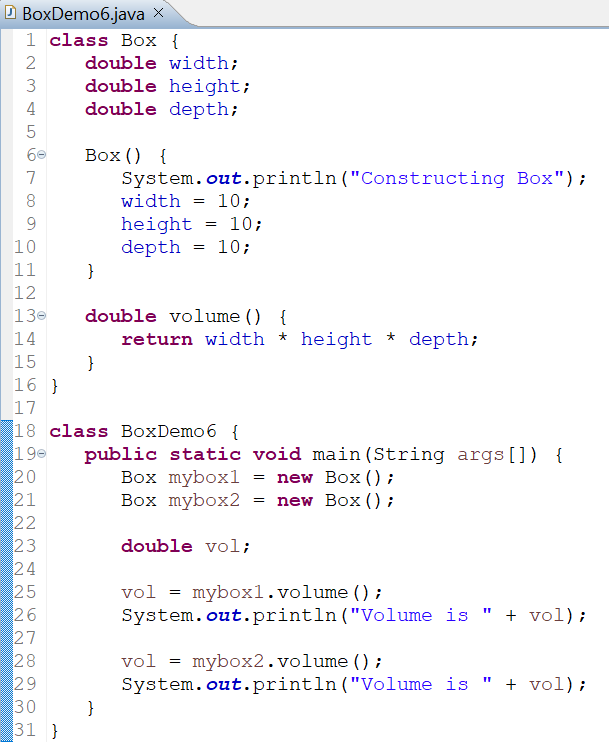 BoxDemo6.java
1 class Box {
2    double width;
3    double height;
4    double depth;
5
6    Box() {
7       System.out.println("Constructing Box");
8       width = 10;
9       height = 10;
10       depth = 10;
11    }
12
13    double volume() {
14       return width * height * depth;
15    }
16 }
17
18 class BoxDemo6 {
19    public static void main(String args[]) {
20       Box mybox1 = new Box();
21       Box mybox2 = new Box();
22
23       double vol;
24
25       vol = mybox1.volume();
26       System.out.println("Volume is " + vol);
27
28       vol = mybox2.volume();
29       System.out.println("Volume is " + vol);
30    }
31 }